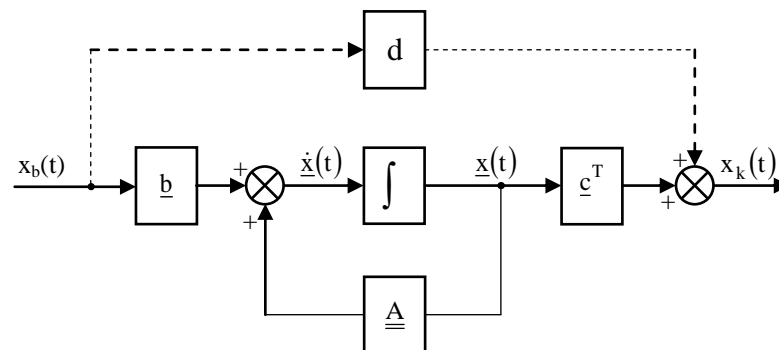 d
x_b(t)
b
+
+
ẋ(t)
∫
x(t)
c^T
+
+
x_k(t)
A